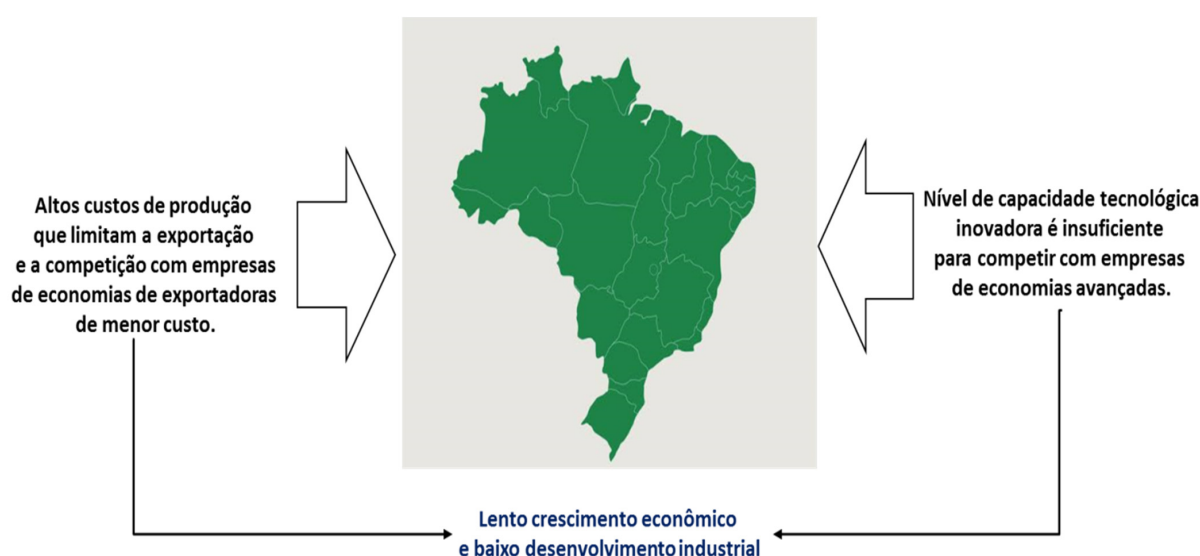 Altos custos de produção
que limitam a exportação
e a competição com empresas
de economias de exportadoras
de menor custo.
Nível de capacidade tecnológica
inovadora é insuficiente
para competir com empresas
de economias avançadas.
Lento crescimento econômico
e baixo desenvolvimento industrial